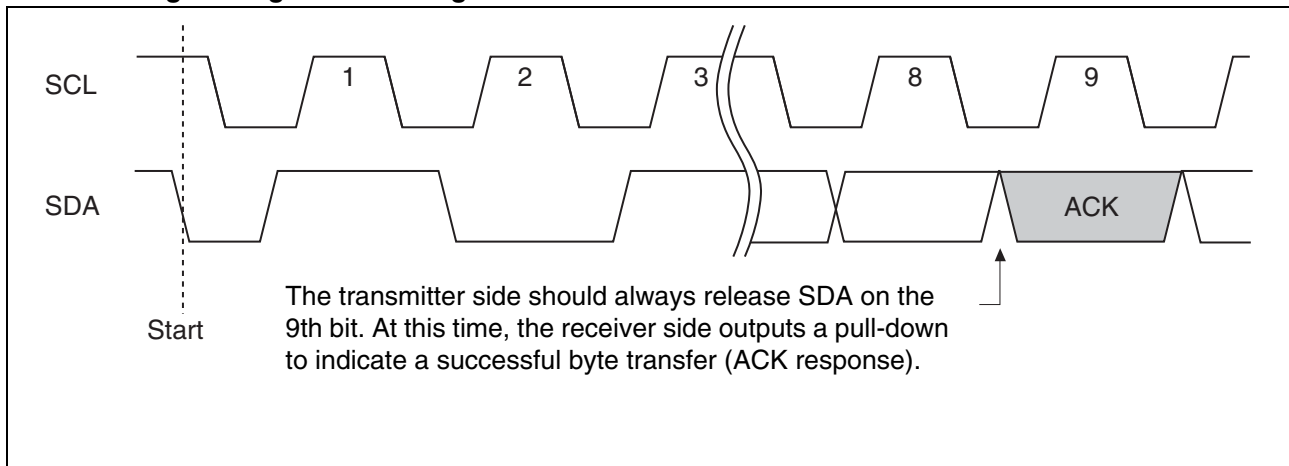 SCL
1
2
3
8
9
SDA
ACK
Start
The transmitter side should always release SDA on the
9th bit. At this time, the receiver side outputs a pull-down
to indicate a successful byte transfer (ACK response).